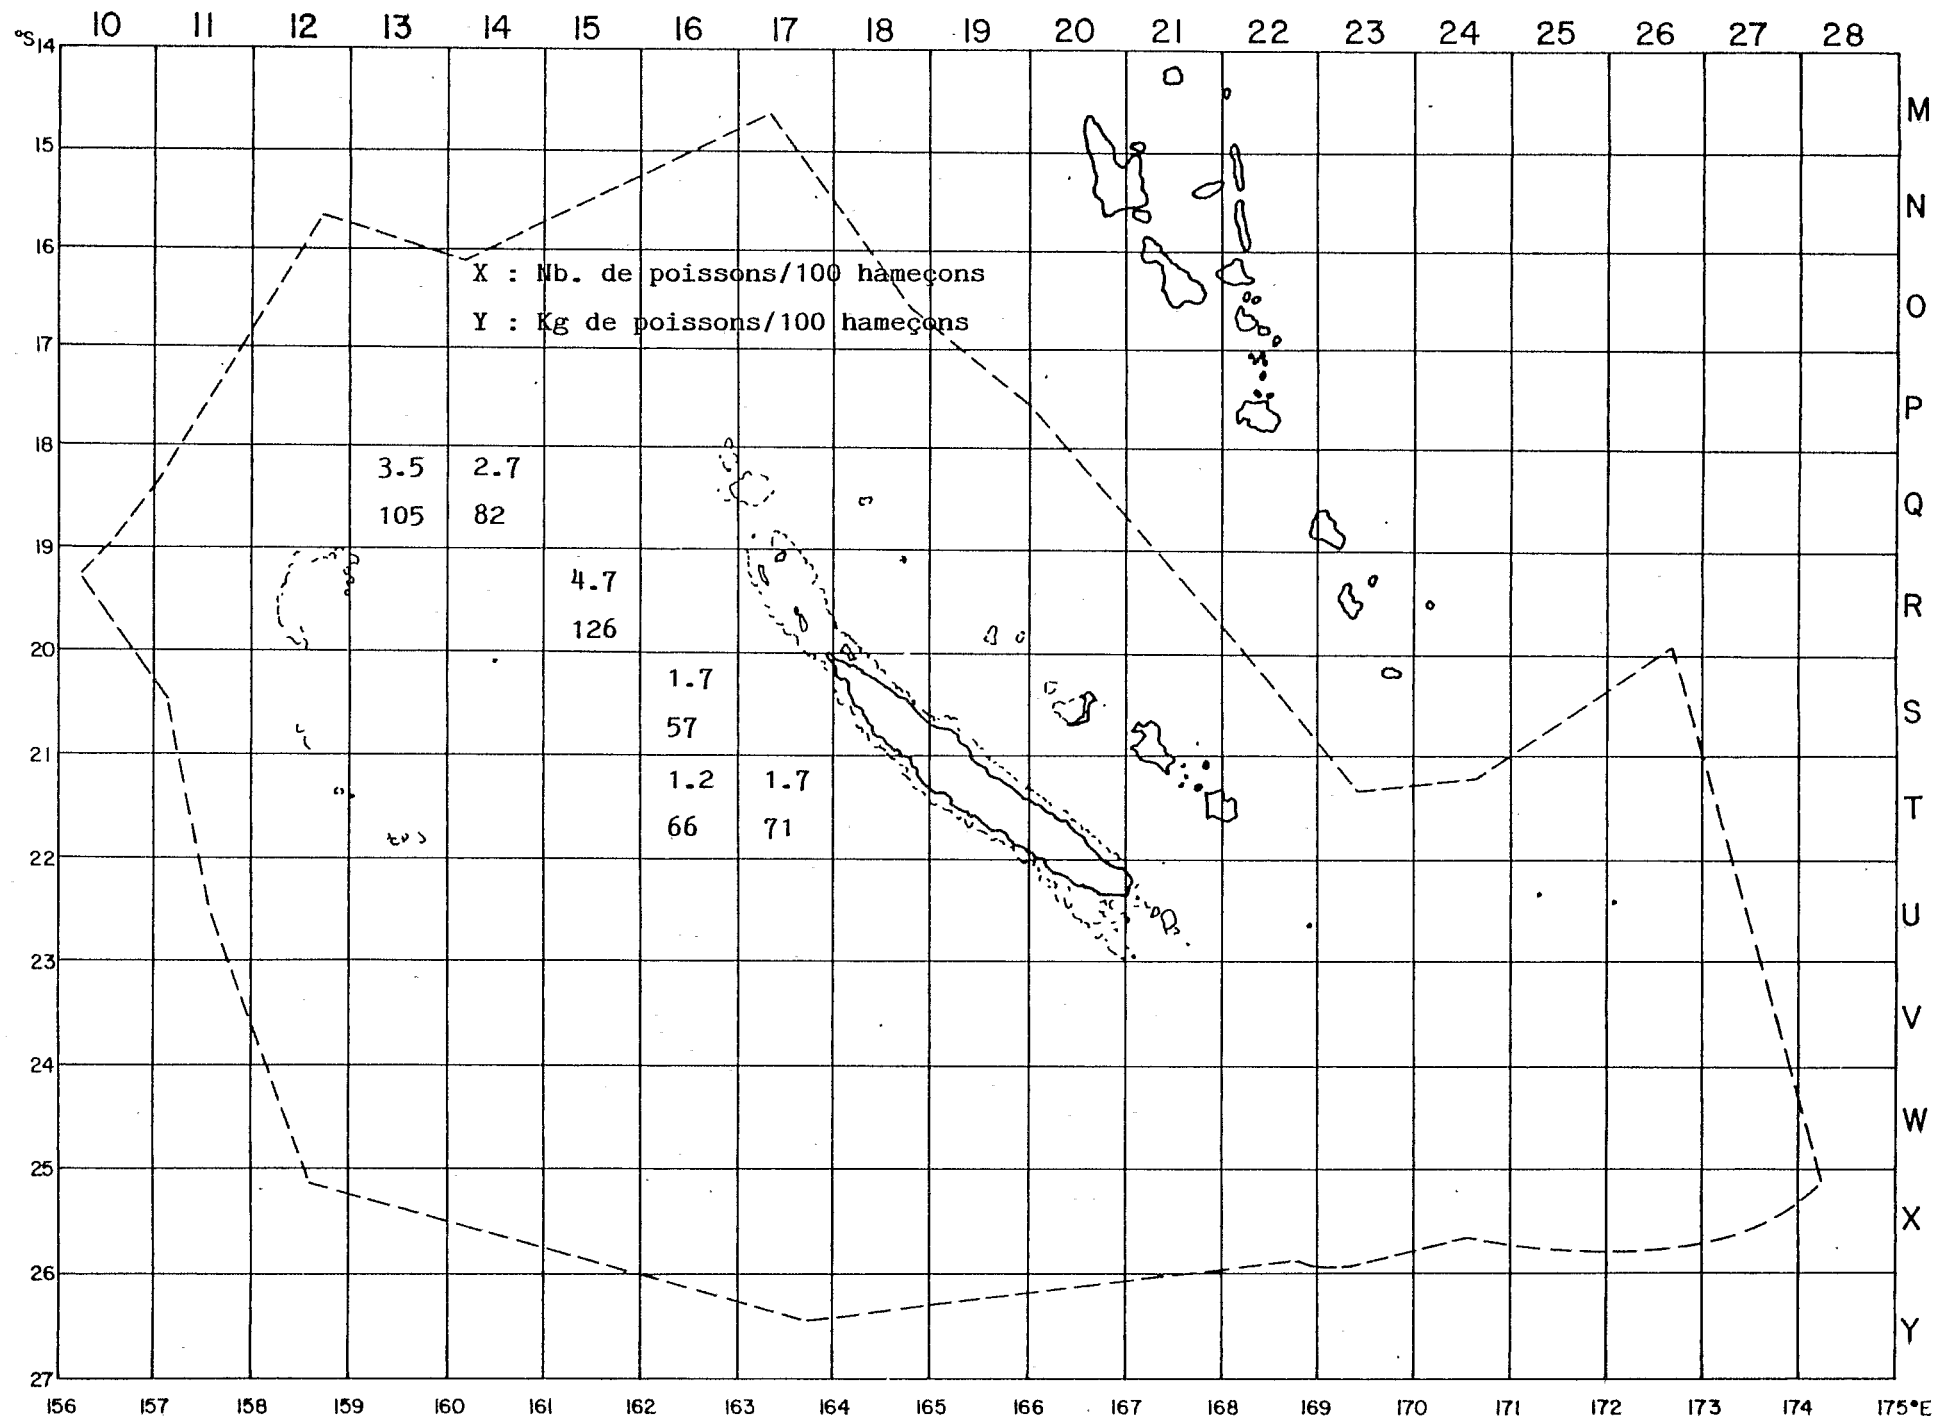 10 11 12 13 14 15 16 17 18 19 20 21 22 23 24 25 26 27 28
°S 14
M
15
N
16
X : Nb. de poissons/100 hameçons
O
Y : Kg de poissons/100 hameçons
17
P
18
3.5 2.7
Q
105 82
19
4.7
R
126
20
1.7
S
57
21
1.2 1.7
T
66 71
22
U
23
V
24
W
25
X
26
Y
27
156 157 158 159 160 161 162 163 164 165 166 167 168 169 170 171 172 173 174 175°E